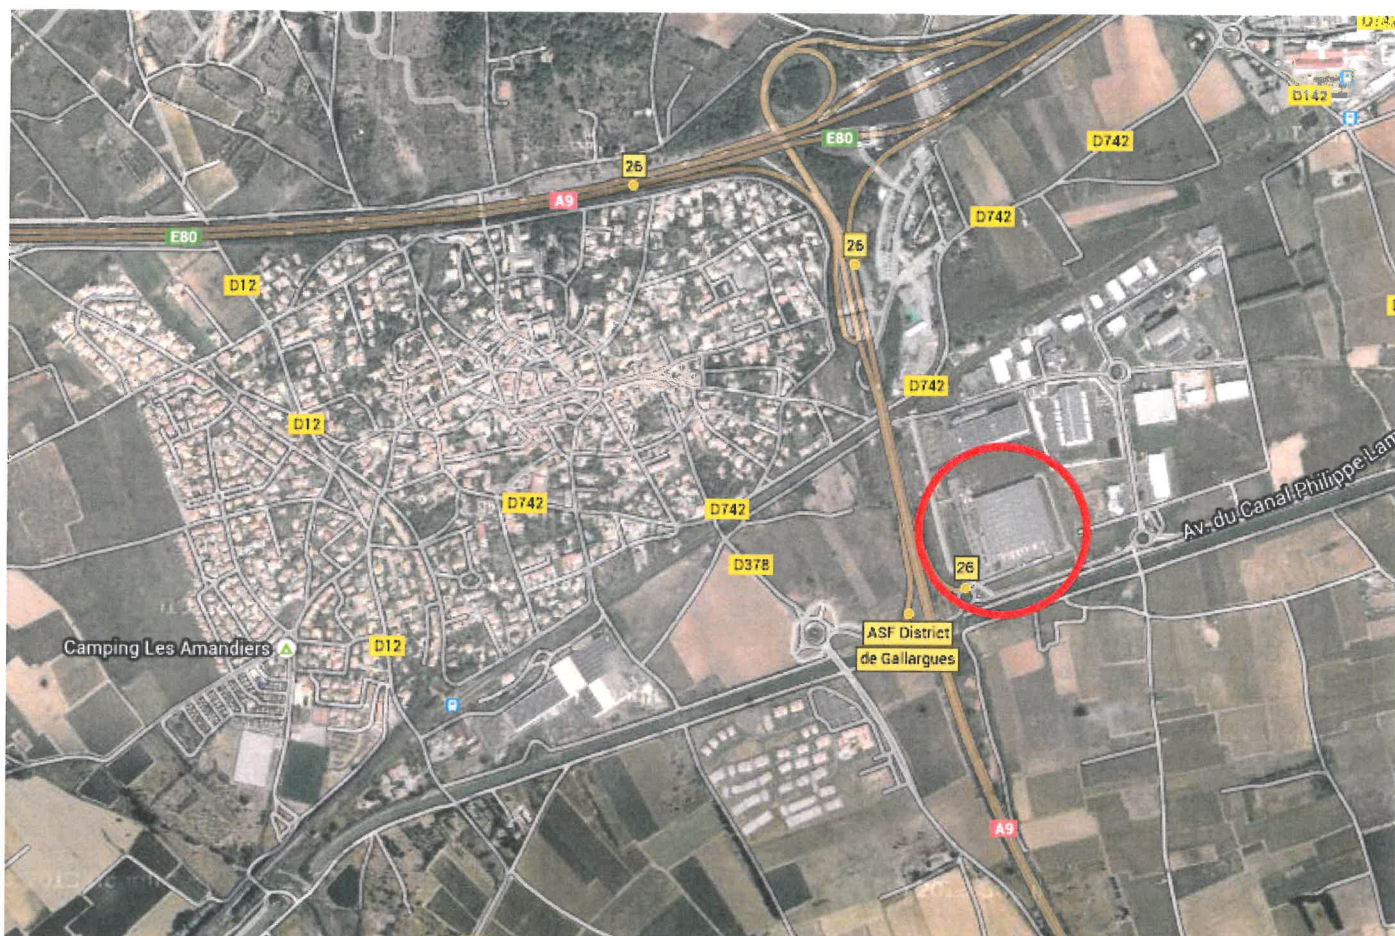 D142
D742
E80
26
A9
D742
E80
26
D12
D742
D12
D742
D742
Av. du Canal Philippe Lam
D378
26
ASF District
de Gallargues
Camping Les Amandiers
D12
A9